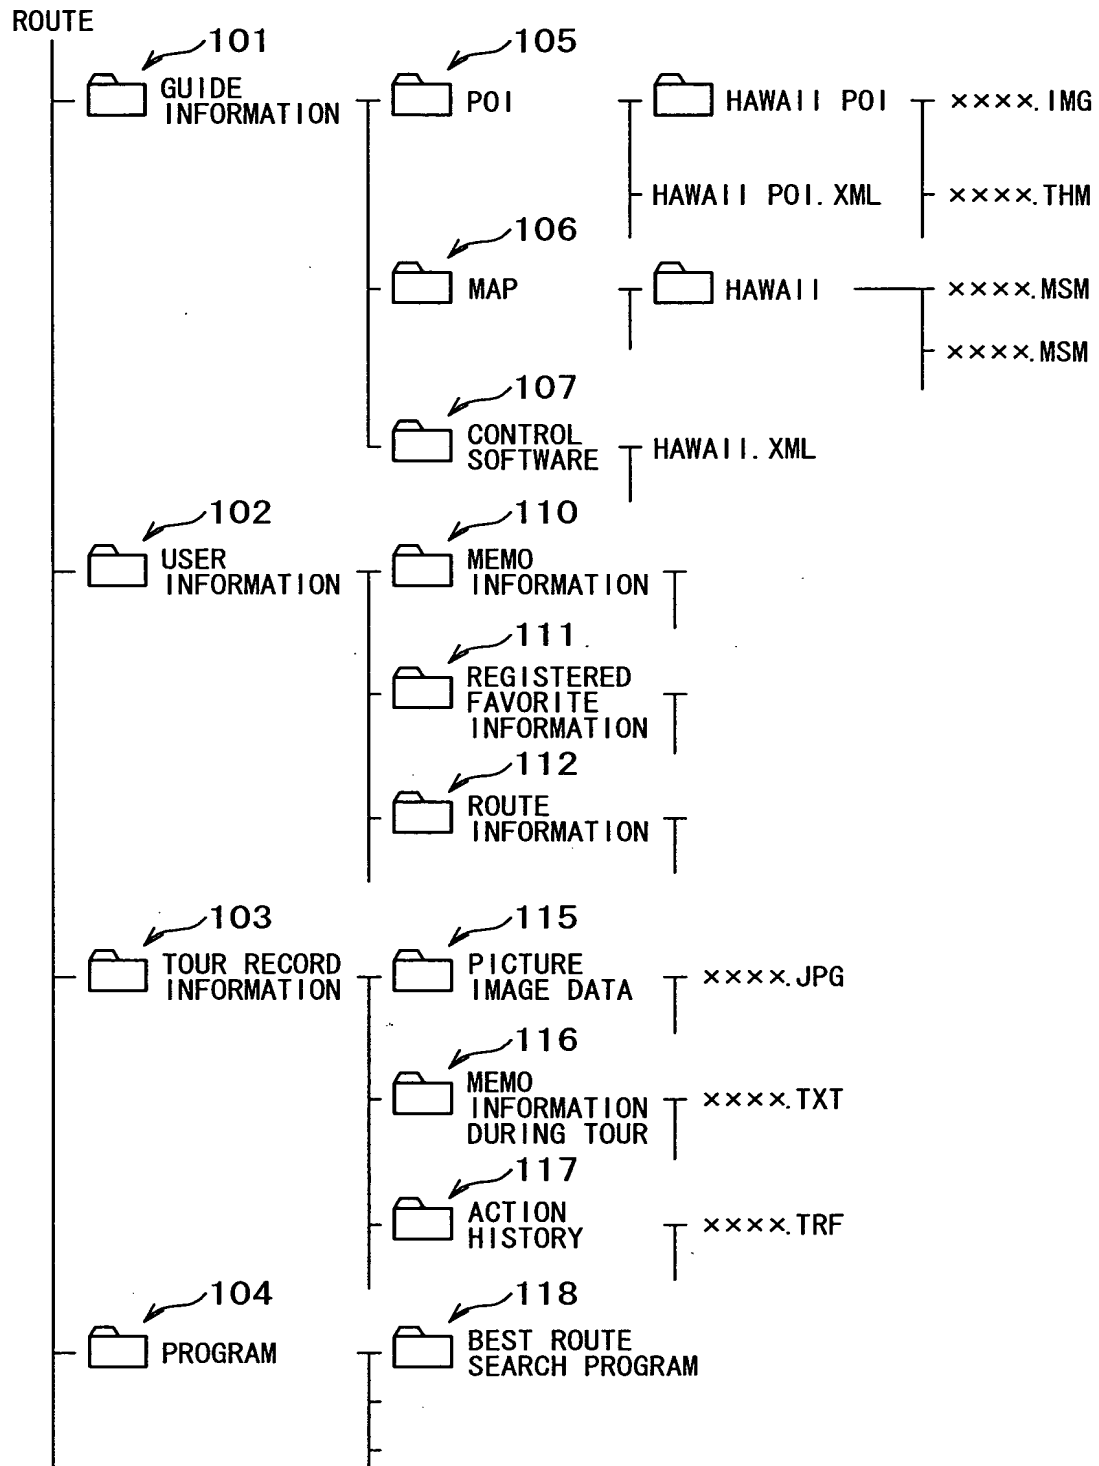 ROUTE
101
105
GUIDE
INFORMATION
POI
HAWAII POI
××××.IMG
HAWAII POI.XML
××××.THM
106
MAP
HAWAII
××××.MSM
××××.MSM
107
CONTROL
SOFTWARE
HAWAII.XML
102
110
USER
INFORMATION
MEMO
INFORMATION
111
REGISTERED
FAVORITE
INFORMATION
112
ROUTE
INFORMATION
103
115
TOUR RECORD
INFORMATION
PICTURE
IMAGE DATA
××××.JPG
116
MEMO
INFORMATION
DURING TOUR
××××.TXT
117
ACTION
HISTORY
××××.TRF
104
118
PROGRAM
BEST ROUTE
SEARCH PROGRAM